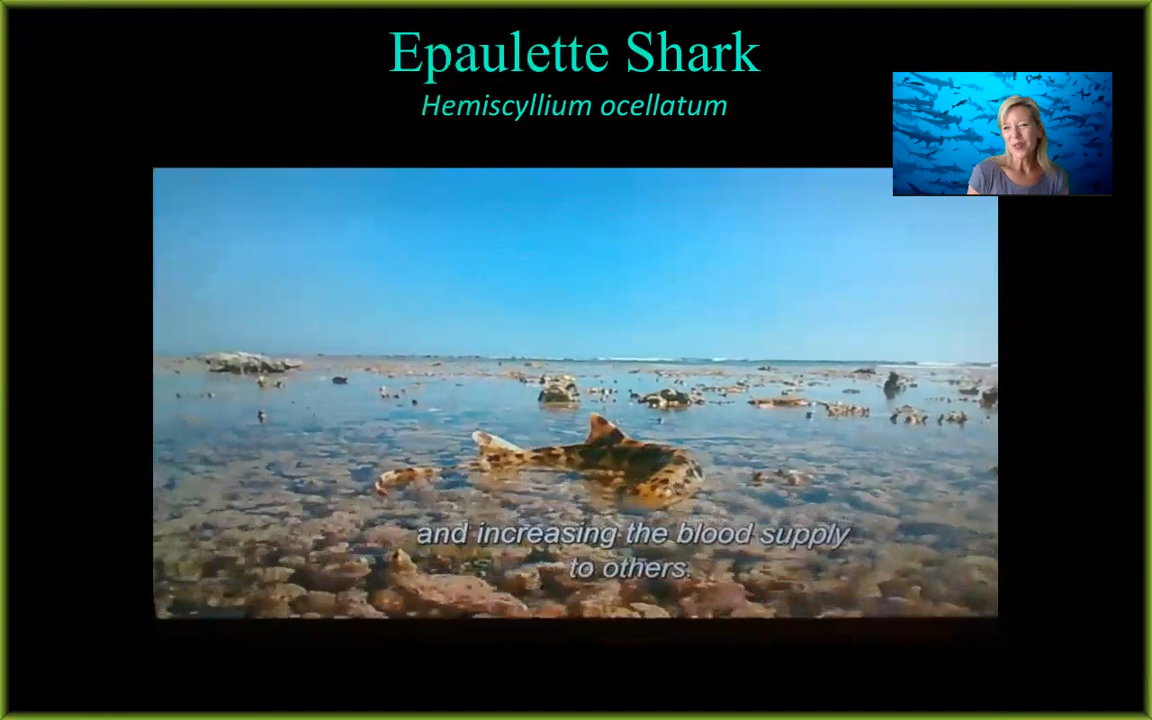 Epaulette Shark
Hemiscyllium ocellatum
and increasing the blood supply
to others.